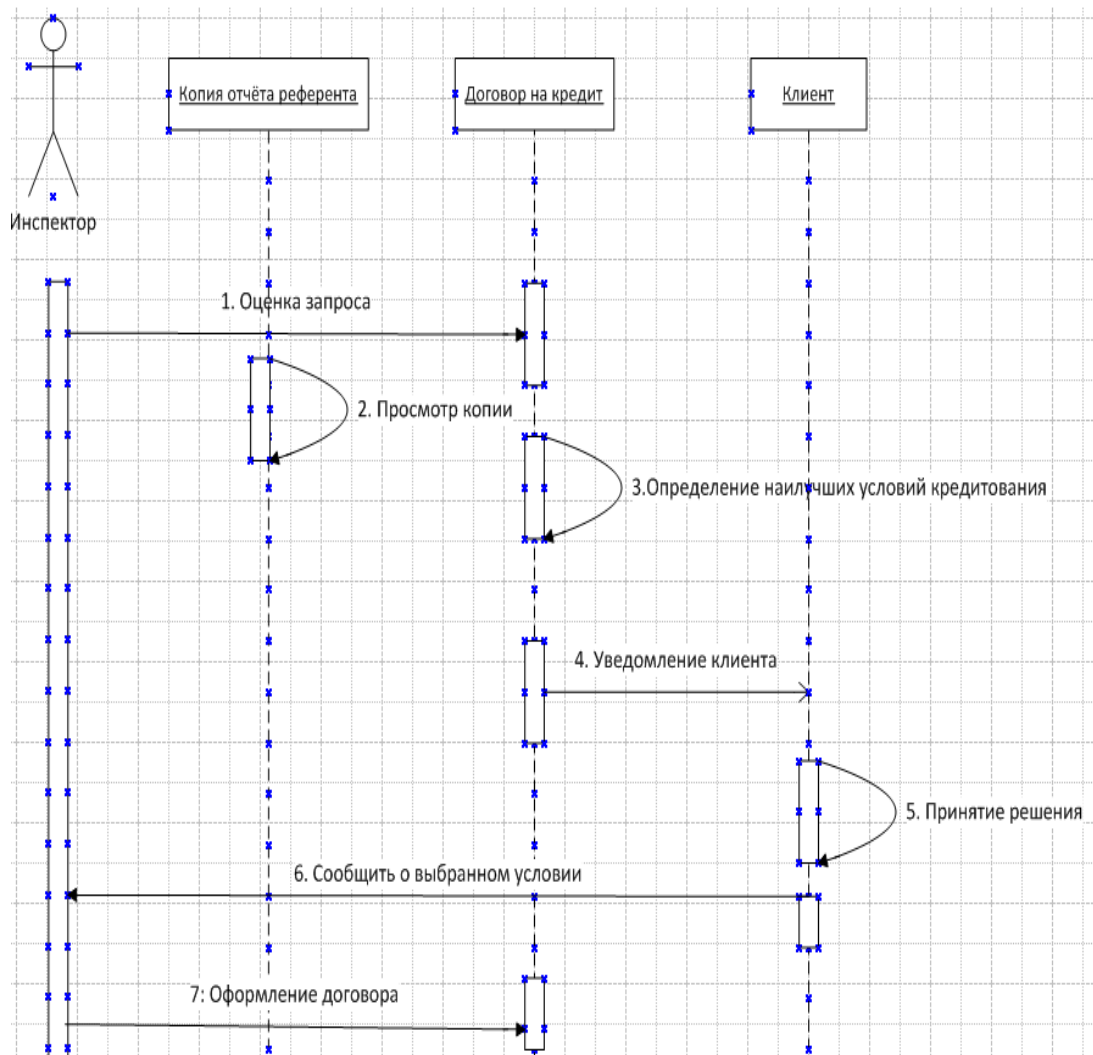 Копия отчёта референта
Договор на кредит
Клиент
Инспектор
1. Оценка запроса
2. Просмотр копии
3.Определение наилучших условий кредитования
4. Уведомление клиента
5. Принятие решения
6. Сообщить о выбранном условии
7: Оформление договора